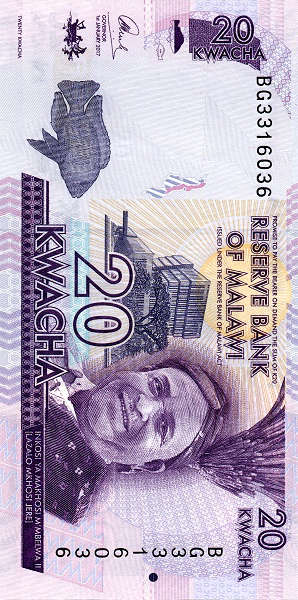 20
KWACHA
BG3316036
RESERVE BANK
OF MALAWI
PROMISE TO PAY THE BEARER ON DEMAND THE SUM OF K20
ISSUED UNDER THE RESERVE BANK OF MALAWI ACT
GOVERNOR
1st JANUARY 2017
TWENTY KWACHA
20
KWACHA
INKOSI YA MAKHOSI M'MBELWA II
(LAZALO MKHOSI JERE)
BG3316036
20
KWACHA